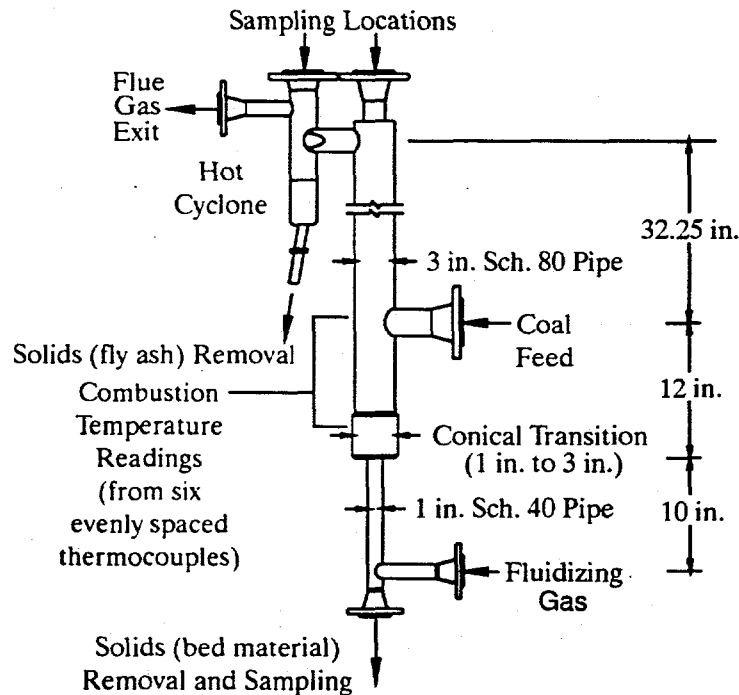 Sampling Locations
Flue
Gas
Exit
Hot
Cyclone
32.25 in.
3 in. Sch. 80 Pipe
Coal
Feed
Solids (fly ash) Removal
12 in.
Combustion
Temperature
Readings
(from six
evenly spaced
thermocouples)
Conical Transition
(1 in. to 3 in.)
1 in. Sch. 40 Pipe
10 in.
Fluidizing
Gas
Solids (bed material)
Removal and Sampling